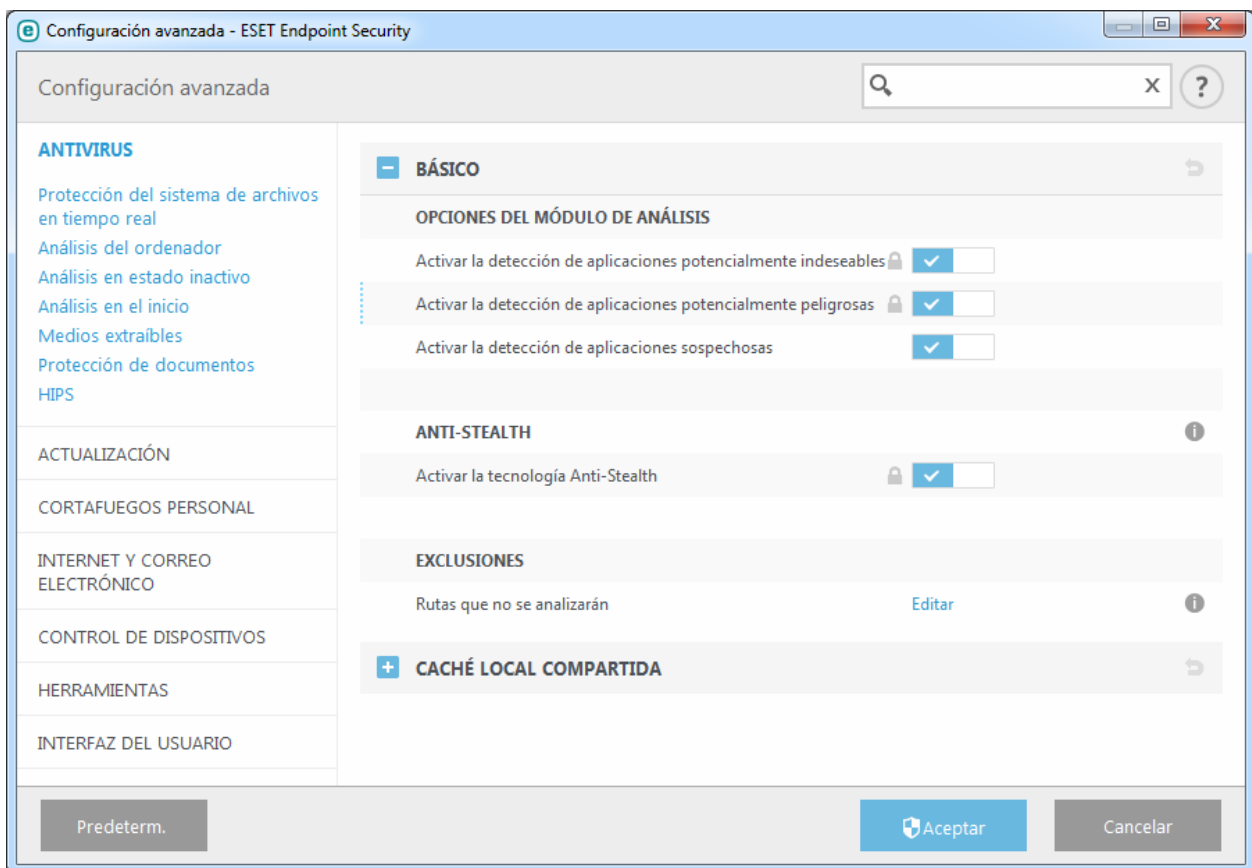 Configuración avanzada - ESET Endpoint Security
Configuración avanzada
ANTIVIRUS
Protección del sistema de archivos
en tiempo real
Análisis del ordenador
Análisis en estado inactivo
Análisis en el inicio
Medios extraíbles
Protección de documentos
HIPS
ACTUALIZACIÓN
CORTAFUEGOS PERSONAL
INTERNET Y CORREO
ELECTRÓNICO
CONTROL DE DISPOSITIVOS
HERRAMIENTAS
INTERFAZ DEL USUARIO
BÁSICO
OPCIONES DEL MÓDULO DE ANÁLISIS
Activar la detección de aplicaciones potencialmente indeseables
Activar la detección de aplicaciones potencialmente peligrosas
Activar la detección de aplicaciones sospechosas
ANTI-STEALTH
Activar la tecnología Anti-Stealth
EXCLUSIONES
Rutas que no se analizarán Editar
CACHÉ LOCAL COMPARTIDA
Predeterm. Aceptar Cancelar